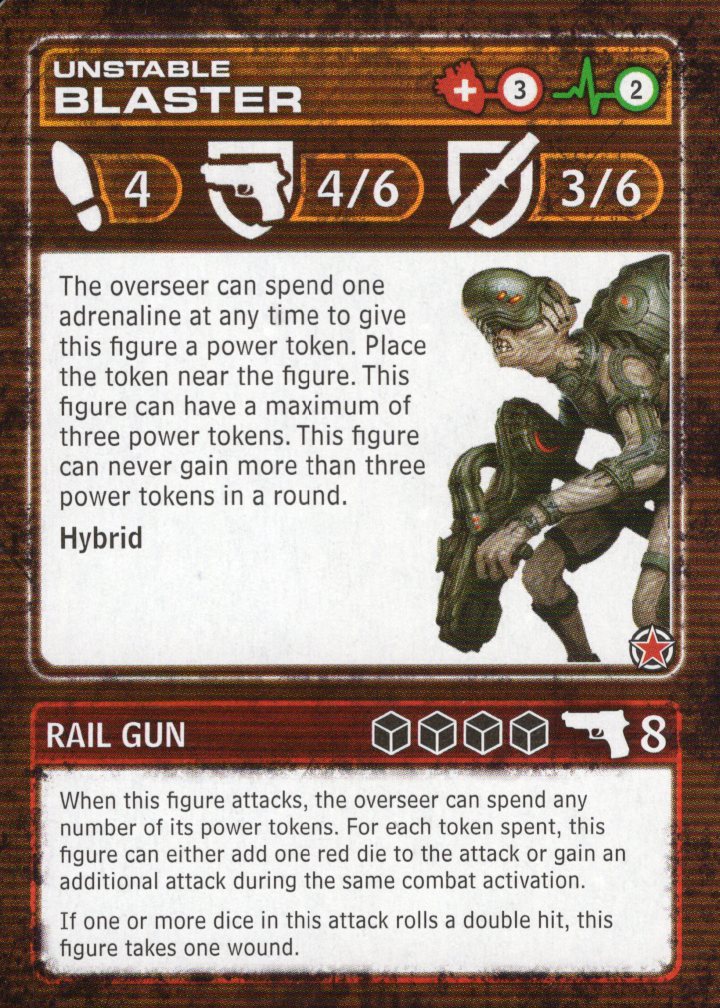 UNSTABLE
BLASTER
3
2
4
4/6
3/6
The overseer can spend one
adrenaline at any time to give
this figure a power token. Place
the token near the figure. This
figure can have a maximum of
three power tokens. This figure
can never gain more than three
power tokens in a round.
Hybrid
RAIL GUN
8
When this figure attacks, the overseer can spend any
number of its power tokens. For each token spent, this
figure can either add one red die to the attack or gain an
additional attack during the same combat activation.
If one or more dice in this attack rolls a double hit, this
figure takes one wound.